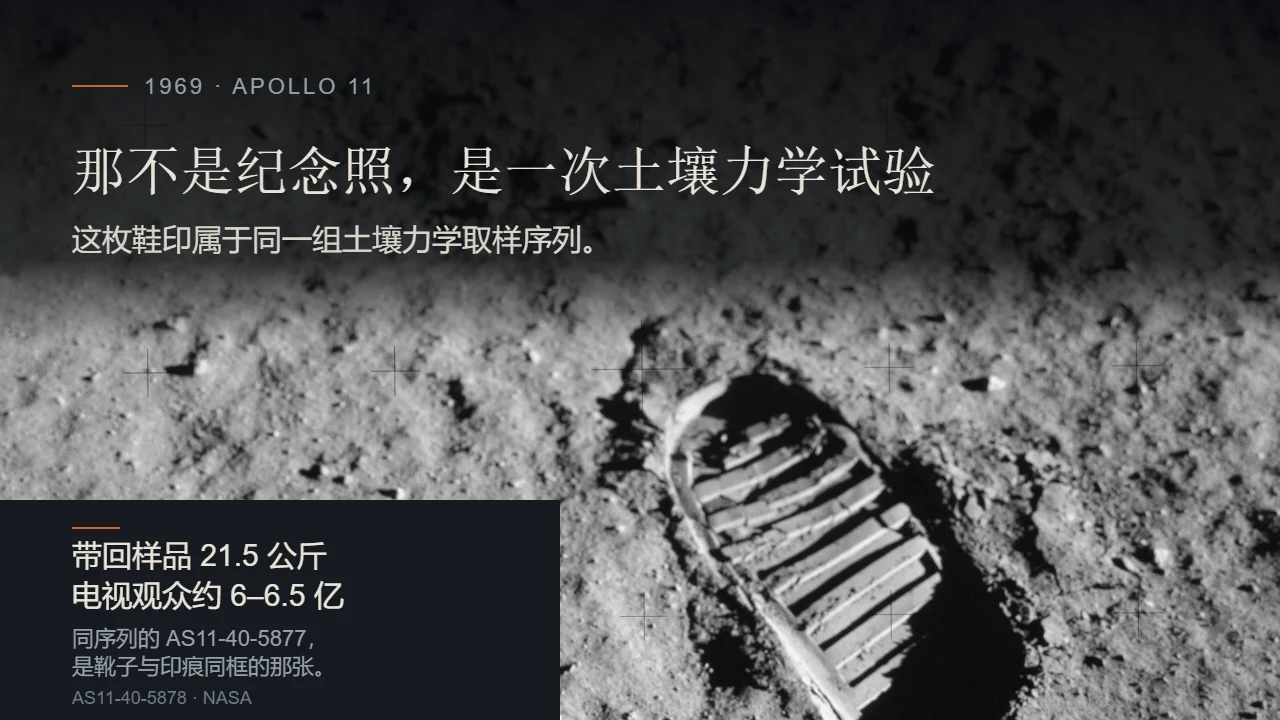 1969 · APOLLO 11
那不是纪念照，是一次土壤力学试验
这枚鞋印属于同一组土壤力学取样序列。
带回样品 21.5 公斤
电视观众约 6–6.5 亿
同序列的 AS11-40-5877，
是靴子与印痕同框的那张。
AS11-40-5878 · NASA